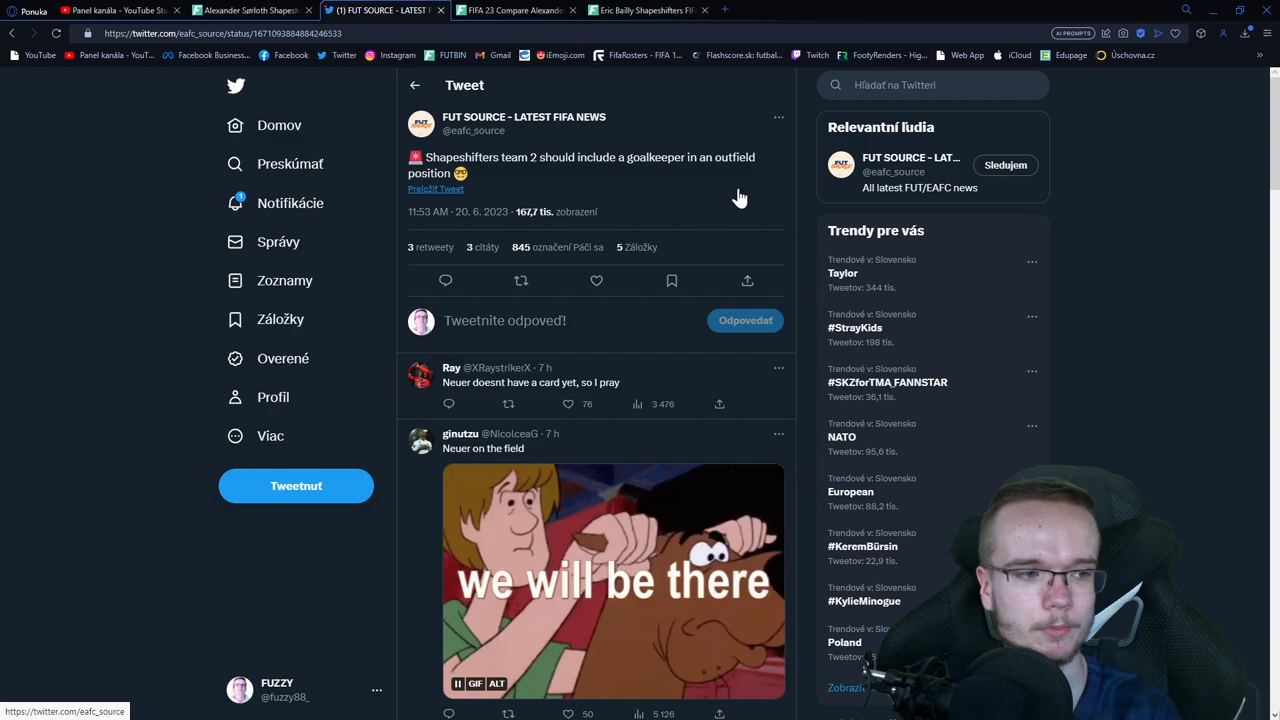 Ponuka
Panel kanála - YouTube Stu
Alexander Sørloth Shapesh
(1) FUT SOURCE - LATEST F
FIFA 23 Compare Alexander
Eric Bailly Shapeshifters FIF
https://twitter.com/eafc_source/status/1671093884884246533
AI PROMPTS
YouTube
Panel kanála - YouT...
Facebook Business...
Facebook
Twitter
Instagram
FUTBIN
Gmail
iEmoji.com
FifaRosters - FIFA 1...
Flashscore.sk: futbal...
Twitch
FootyRenders - Hig...
Web App
iCloud
Edupage
Úschovna.cz
Domov
Preskúmať
1
Notifikácie
Správy
Zoznamy
Záložky
Overené
Profil
Viac
Tweetnuť
FUZZY
@fuzzy88_
https://twitter.com/eafc_source
Tweet
FUT SOURCE - LATEST FIFA NEWS
@eafc_source
🚨 Shapeshifters team 2 should include a goalkeeper in an outfield
position 🤓
Preložiť Tweet
11:53 AM · 20. 6. 2023 · 167,7 tis. zobrazení
3 retweety 3 citáty 845 označení Páči sa 5 Záložky
Tweetnite odpoveď!
Odpovedať
Ray @XRaystrikerX · 7 h
Neuer doesnt have a card yet, so I pray
76 3 476
ginutzu @NicolceaG · 7 h
Neuer on the field
we will be there
GIF ALT
50 5 126
Hľadať na Twitteri
Relevantní ľudia
FUT SOURCE - LAT...
@eafc_source
Sledujem
All latest FUT/EAFC news
Trendy pre vás
Trendové v: Slovensko
Taylor
Tweetov: 344 tis.
Trendové v: Slovensko
#StrayKids
Tweetov: 198 tis.
Trendové v: Slovensko
#SKZforTMA_FANNSTAR
Tweetov: 36,1 tis.
Trendové v: Slovensko
NATO
Tweetov: 95,6 tis.
Trendové v: Slovensko
European
Tweetov: 88,2 tis.
Trendové v: Slovensko
#KeremBürsin
Tweetov: 22,9 tis.
Trendové v: Slovensko
#KylieMinogue
Tweetov: 61,4
Trendové v: Slo
Poland